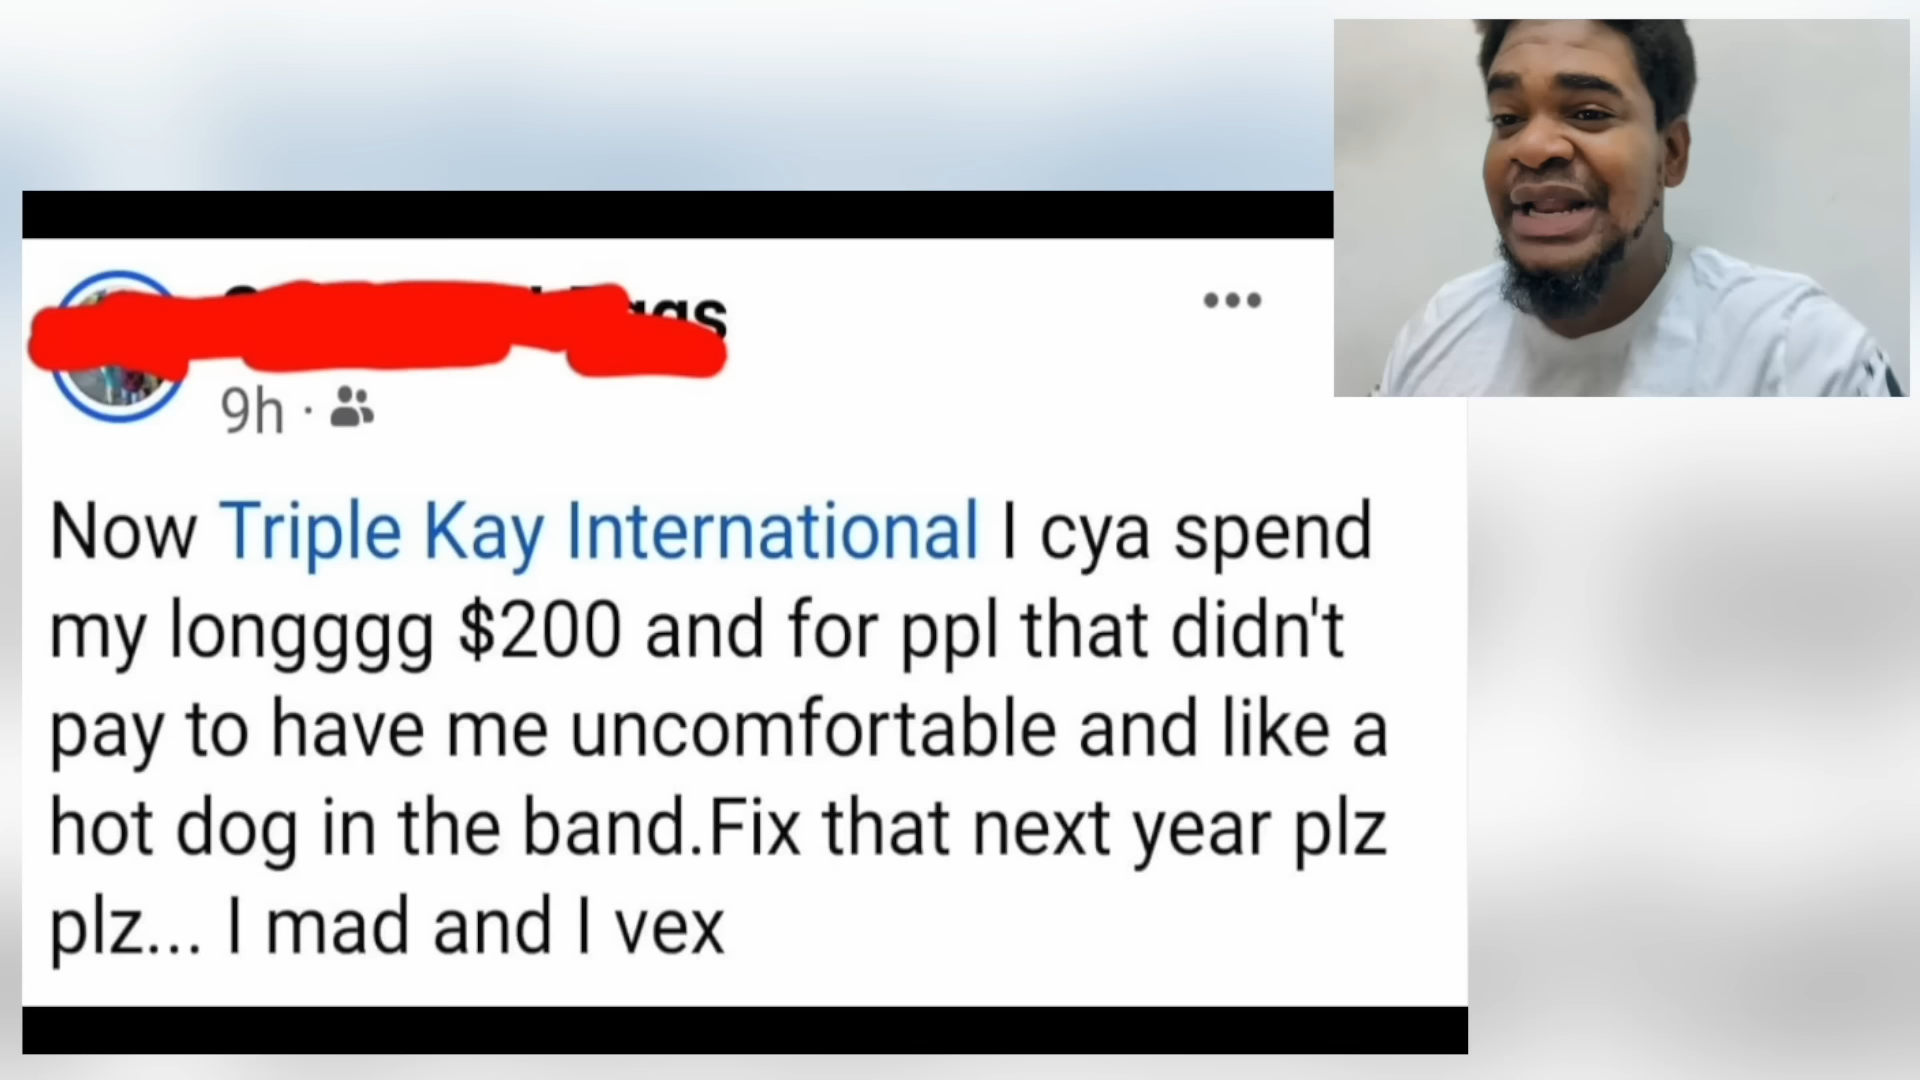 9h ·
Now Triple Kay International I cya spend
my longggg $200 and for ppl that didn't
pay to have me uncomfortable and like a
hot dog in the band.Fix that next year plz
plz... I mad and I vex